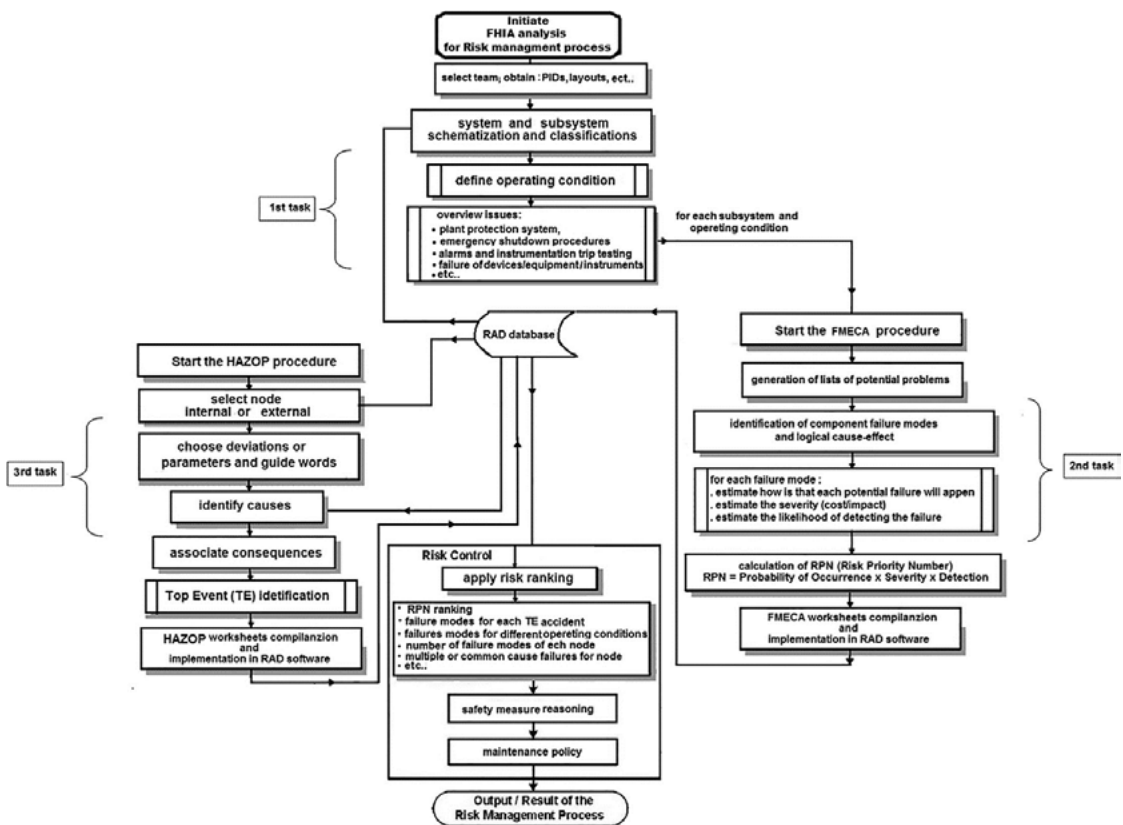 Initiate
FHIA analysis
for Risk managment process
select team; obtain : PIDs, layouts, ect..
system and subsystem
schematization and classifications
define operating condition
1st task
overview issues:
• plant protection system,
• emergency shutdown procedures
• alarms and instrumentation trip testing
• failure of devices/equipment/instruments
• etc..
for each subsystem and
operating condition
RAD database
Start the FMECA procedure
generation of lists of potential problems
identification of component failure modes
and logical cause-effect
for each failure mode :
. estimate how is that each potential failure will appen
. estimate the severity (cost/impact)
. estimate the likelihood of detecting the failure
2nd task
calculation of RPN (Risk Priority Number)
RPN = Probability of Occurrence x Severity x Detection
FMECA worksheets compilanzion
and
implementation in RAD software
Start the HAZOP procedure
select node
internal or external
choose deviations or
parameters and guide words
3rd task
identify causes
associate consequences
Top Event (TE) idetification
HAZOP worksheets compilanzion
and
implementation in RAD software
Risk Control
apply risk ranking
• RPN ranking
• failure modes for each TE accident
• failures modes for different operating conditions
• number of failure modes of ech node
• multiple or common cause failures for node
• etc..
safety measure reasoning
maintenance policy
Output / Result of the
Risk Management Process